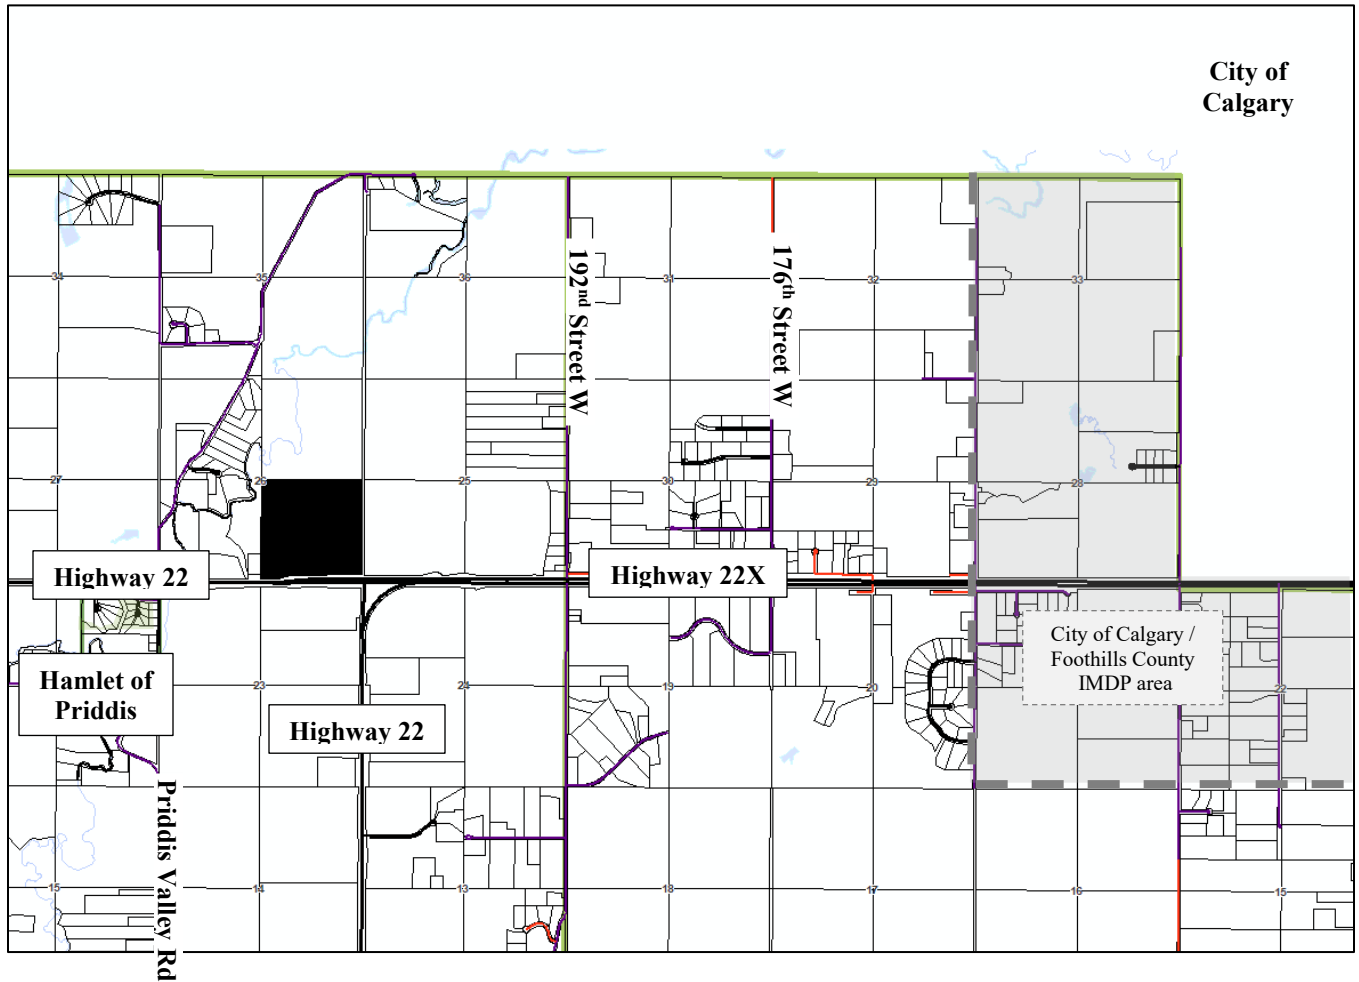 City of
Calgary
34
35
36
31
32
33
192nd Street W
176th Street W
27
26
25
30
29
28
Highway 22
Highway 22X
City of Calgary /
Foothills County
IMDP area
Hamlet of
Priddis
23
24
19
20
22
Highway 22
Priddis Valley Rd
15
14
13
18
17
16
15